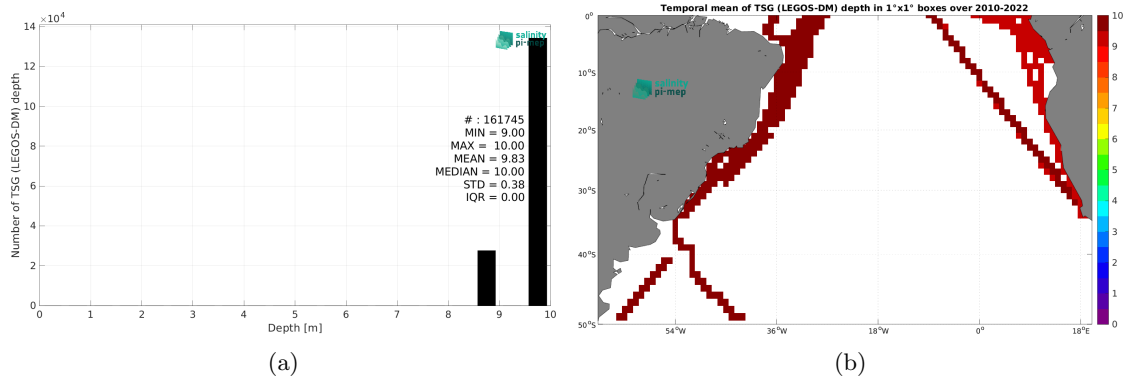 ×10⁴
14
12
10
8
6
4
2
0
Number of TSG (LEGOS-DM) depth
salinity
pi-mep
# : 161745
MIN = 9.00
MAX = 10.00
MEAN = 9.83
MEDIAN = 10.00
STD = 0.38
IQR = 0.00
0 1 2 3 4 5 6 7 8 9 10
Depth [m]
(a)
Temporal mean of TSG (LEGOS-DM) depth in 1°x1° boxes over 2010-2022
0°
10°S
20°S
30°S
40°S
50°S
salinity
pi-mep
54°W 36°W 18°W 0° 18°E
10
9
8
7
6
5
4
3
2
1
0
(b)